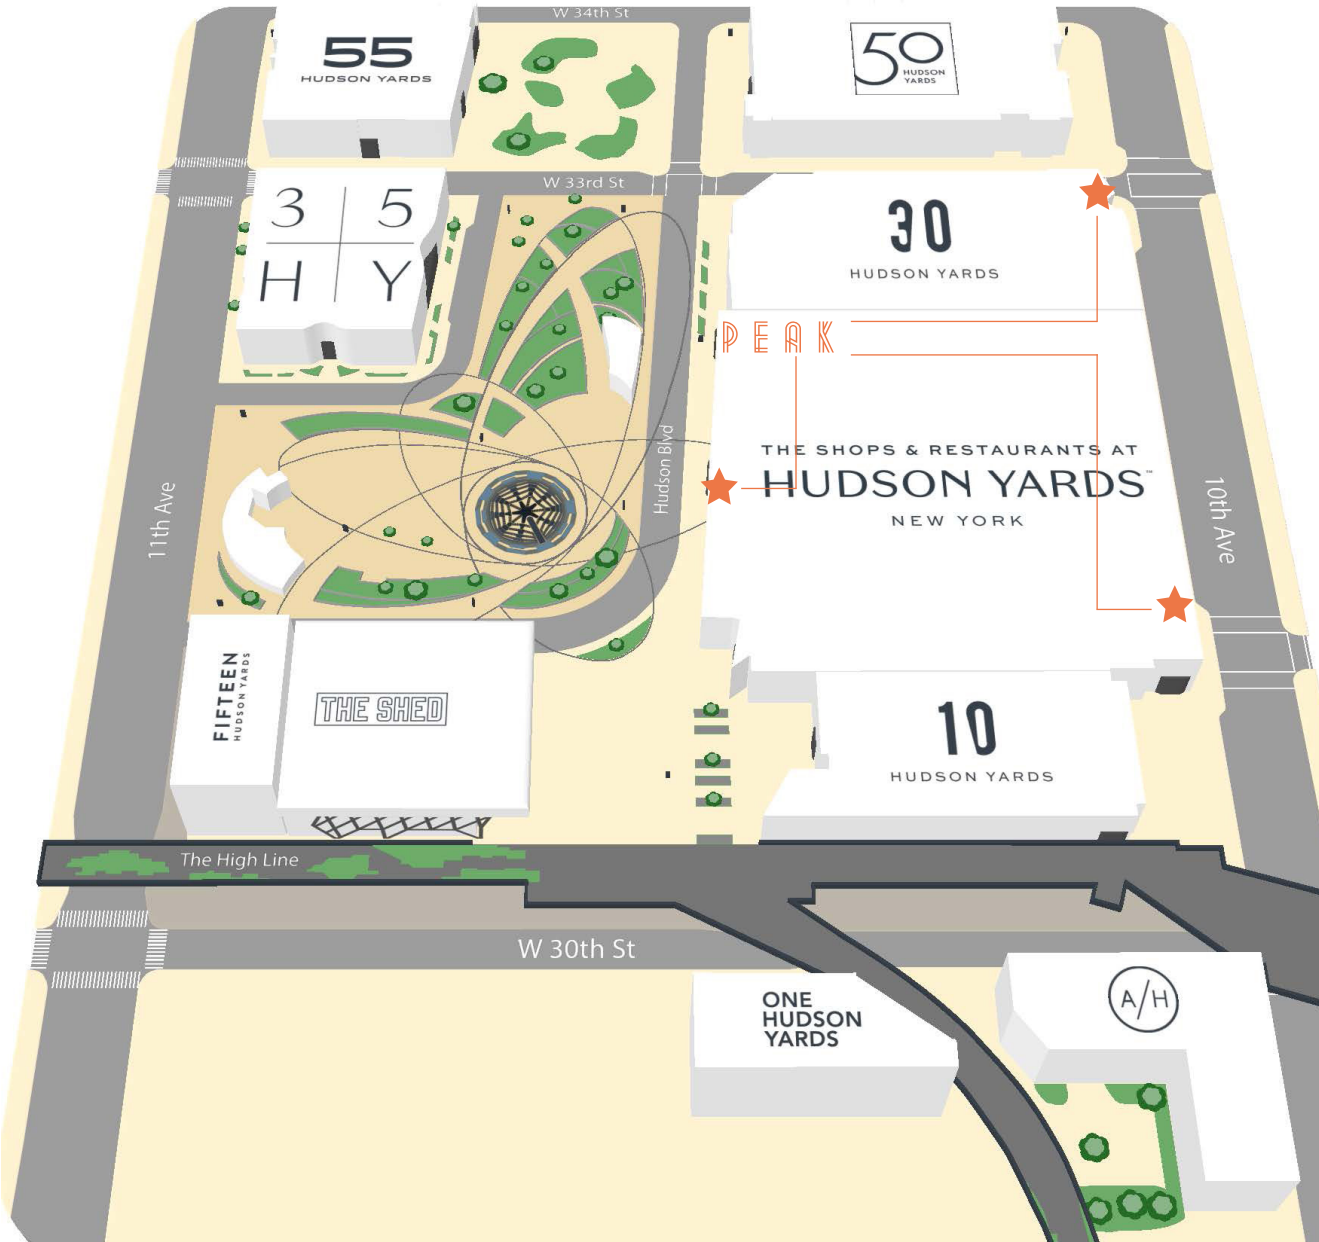 W 34th St
55
HUDSON YARDS
50
HUDSON
YARDS
W 33rd St
3 5
H Y
30
HUDSON YARDS
PEAK
THE SHOPS & RESTAURANTS AT
HUDSON YARDS™
NEW YORK
Hudson Blvd
11th Ave
10th Ave
FIFTEEN
HUDSON YARDS
THE SHED
10
HUDSON YARDS
The High Line
W 30th St
ONE
HUDSON
YARDS
A/H